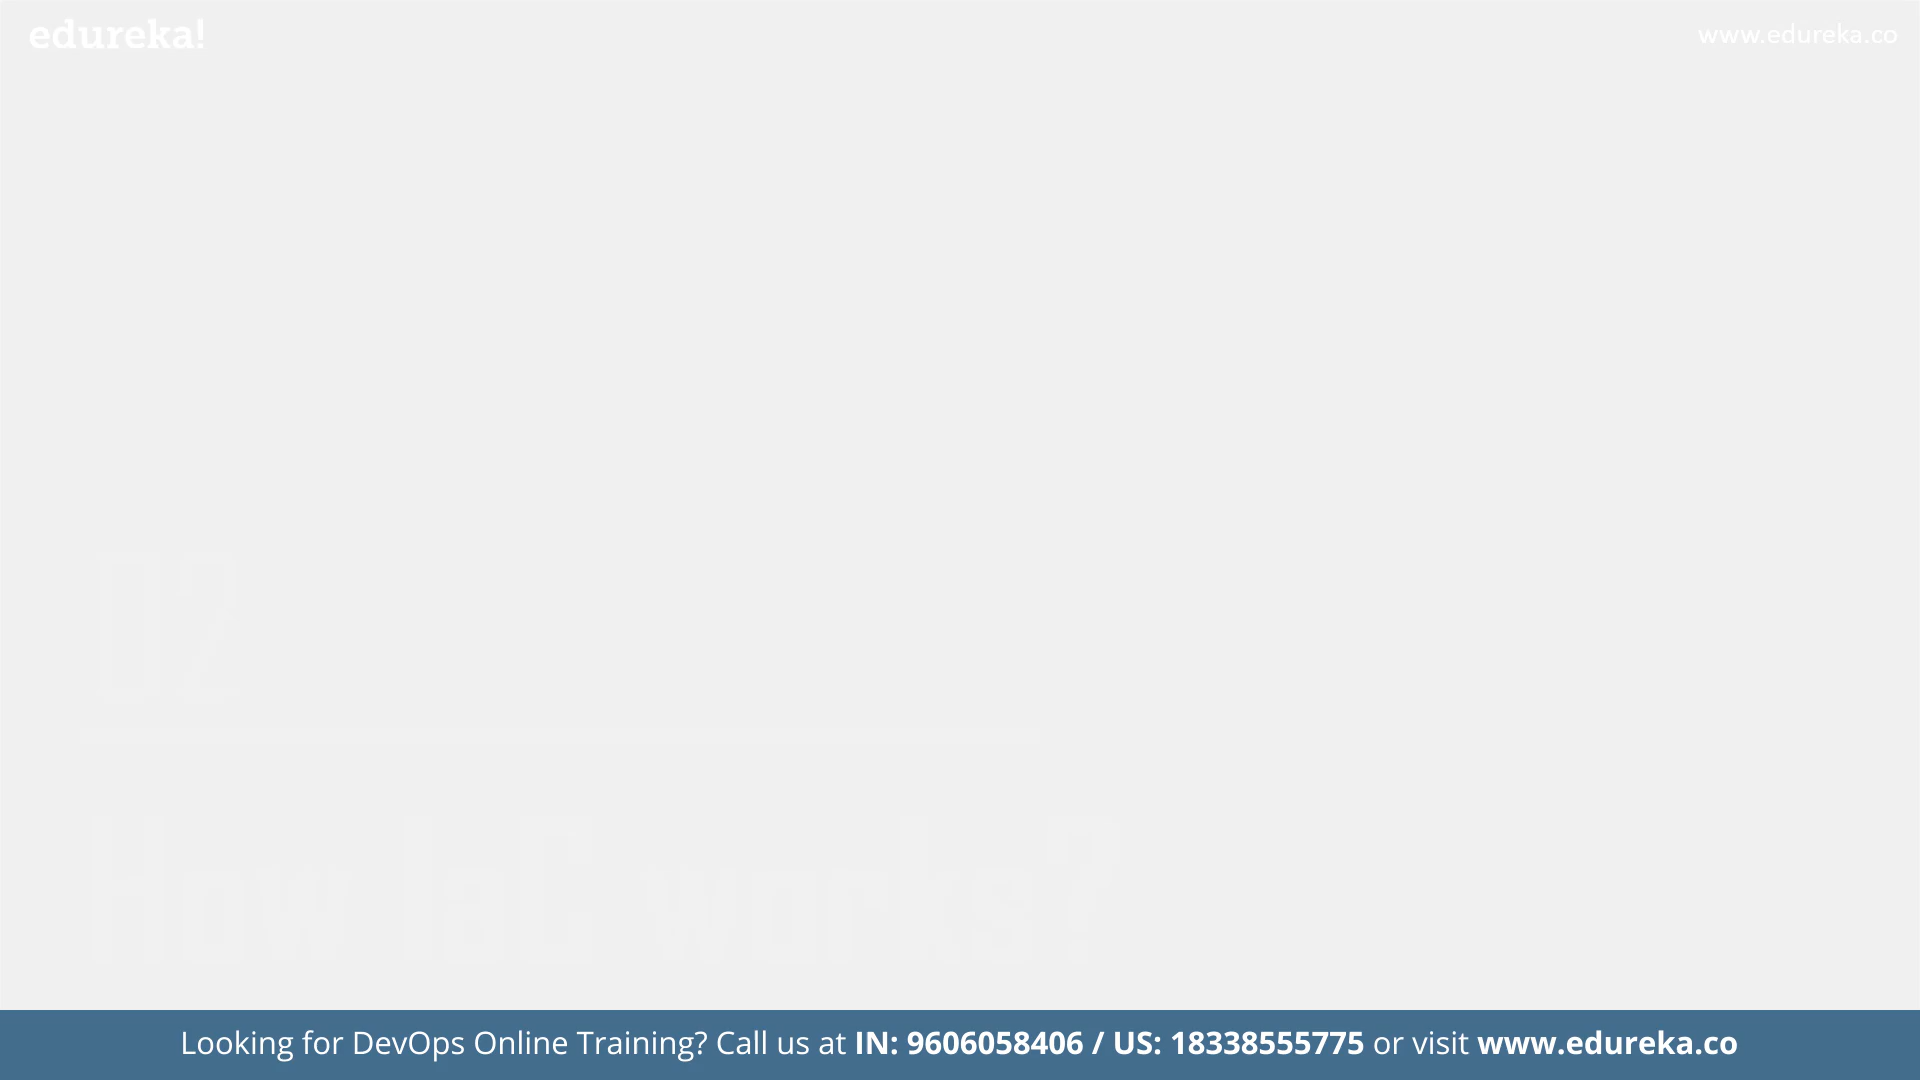 edureka!
www.edureka.co
02
How IaC works?
Looking for DevOps Online Training? Call us at IN: 9606058406 / US: 18338555775 or visit www.edureka.co